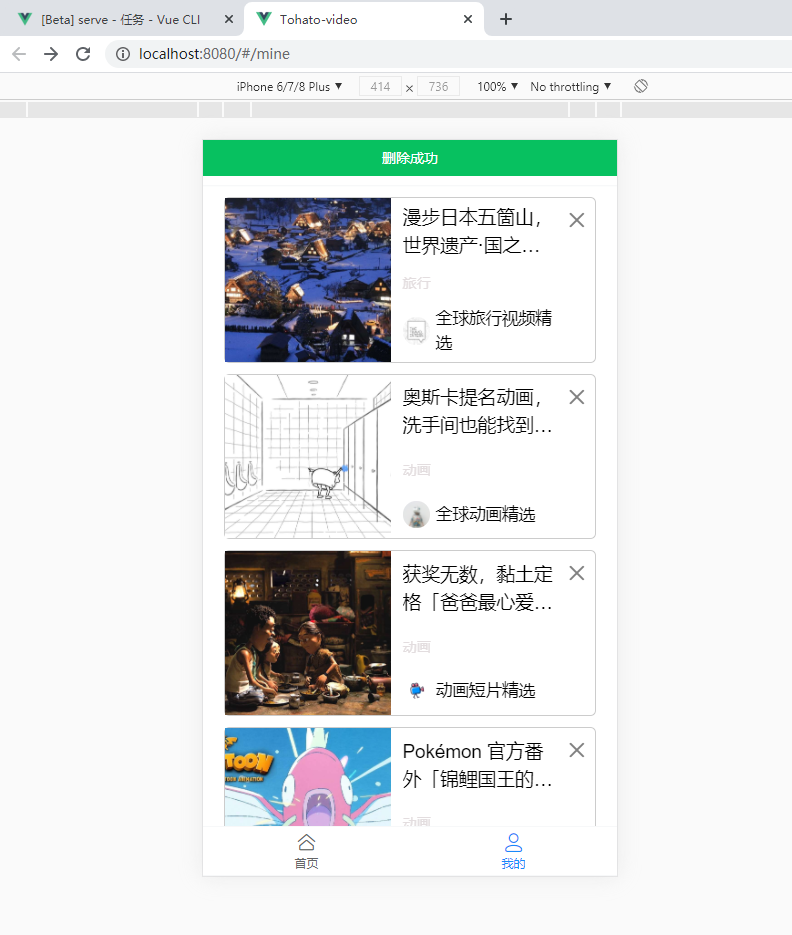 [Beta] serve - 任务 - Vue CLI
Tohato-video
localhost:8080/#/mine
iPhone 6/7/8 Plus ▼
414 × 736
100% ▼
No throttling ▼
删除成功
漫步日本五箇山，
世界遗产·国之…
旅行
全球旅行视频精
选
奥斯卡提名动画，
洗手间也能找到…
动画
全球动画精选
获奖无数，黏土定
格「爸爸最心爱…
动画
动画短片精选
Pokémon 官方番
外「锦鲤国王的…
动画
首页
我的